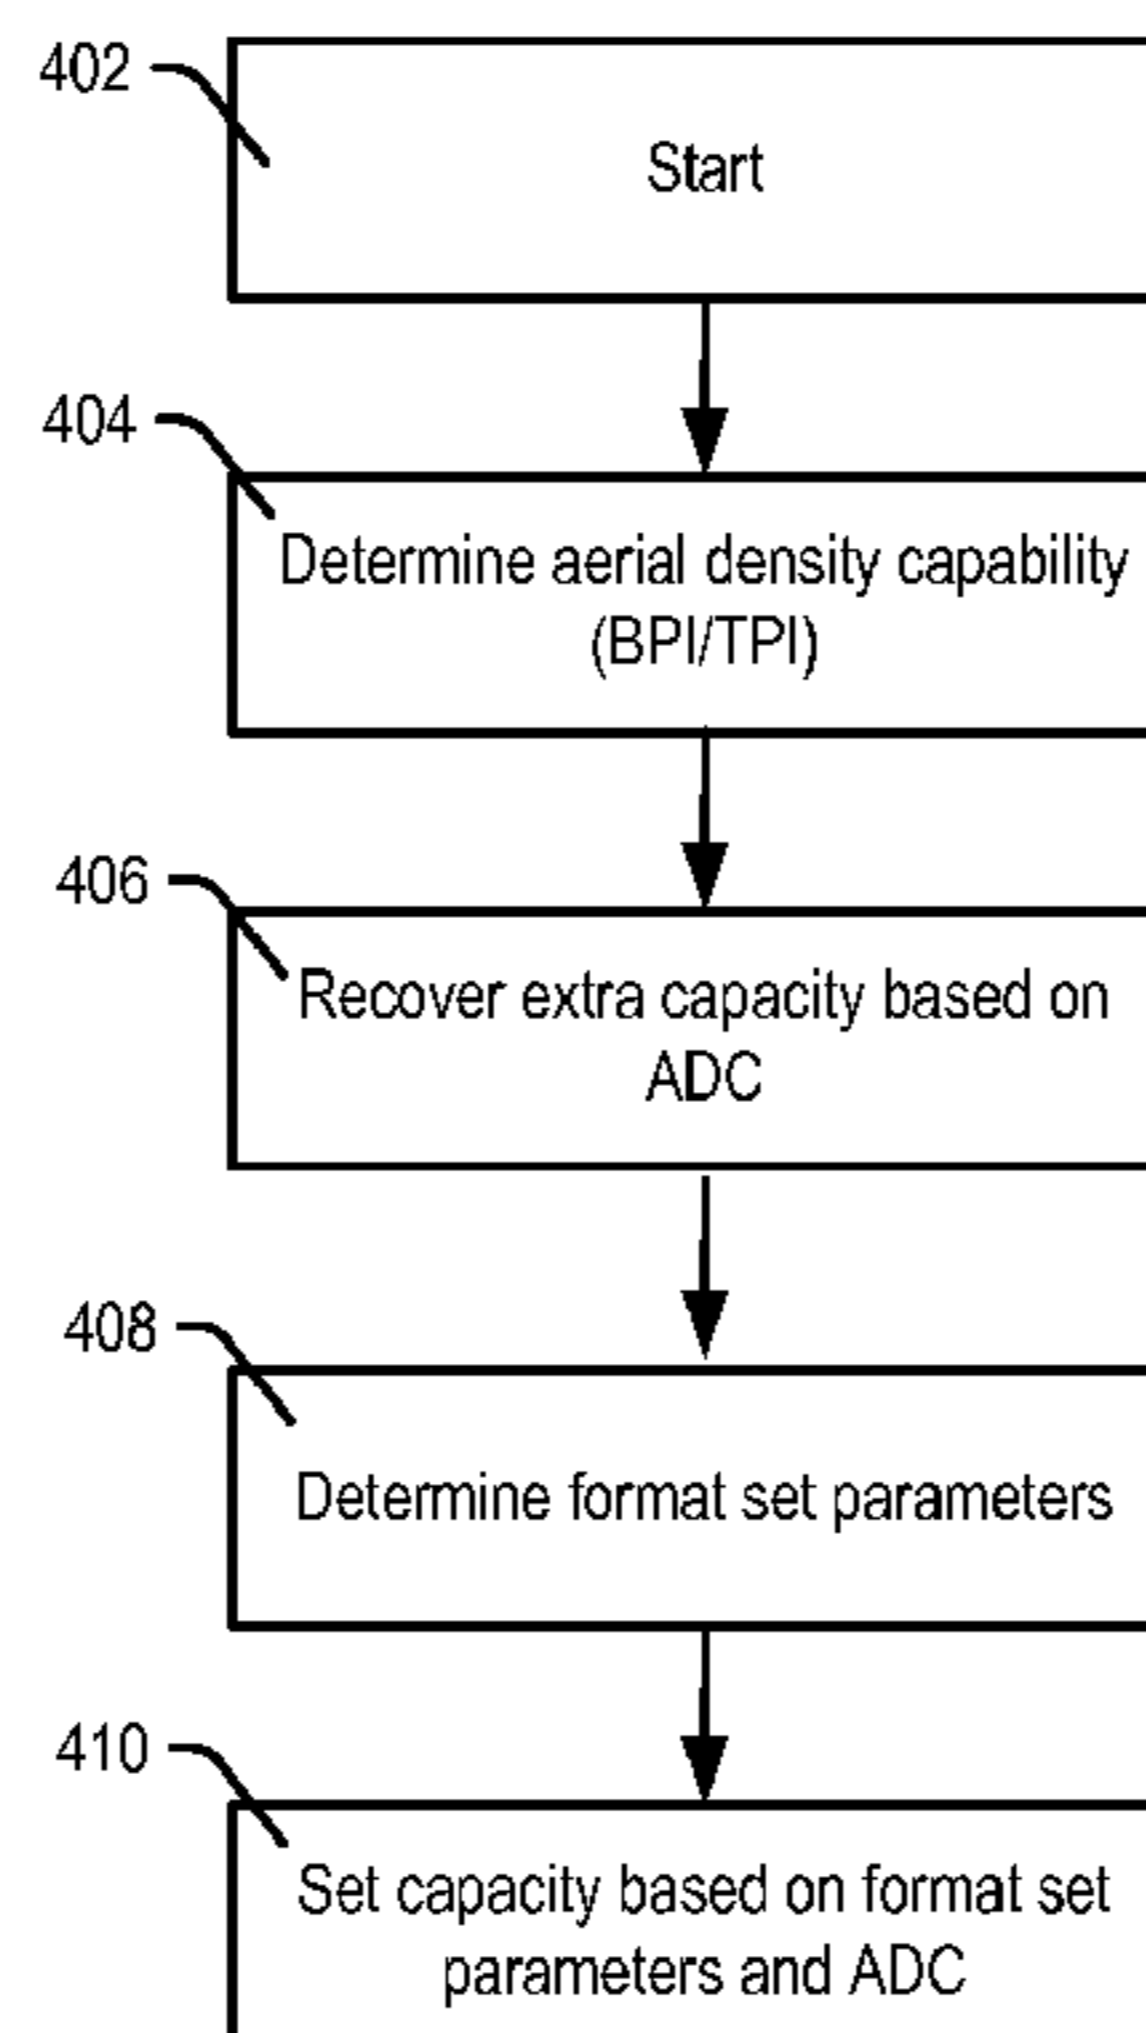 402
Start
404
Determine aerial density capability
(BPI/TPI)
406
Recover extra capacity based on
ADC
408
Determine format set parameters
410
Set capacity based on format set
parameters and ADC